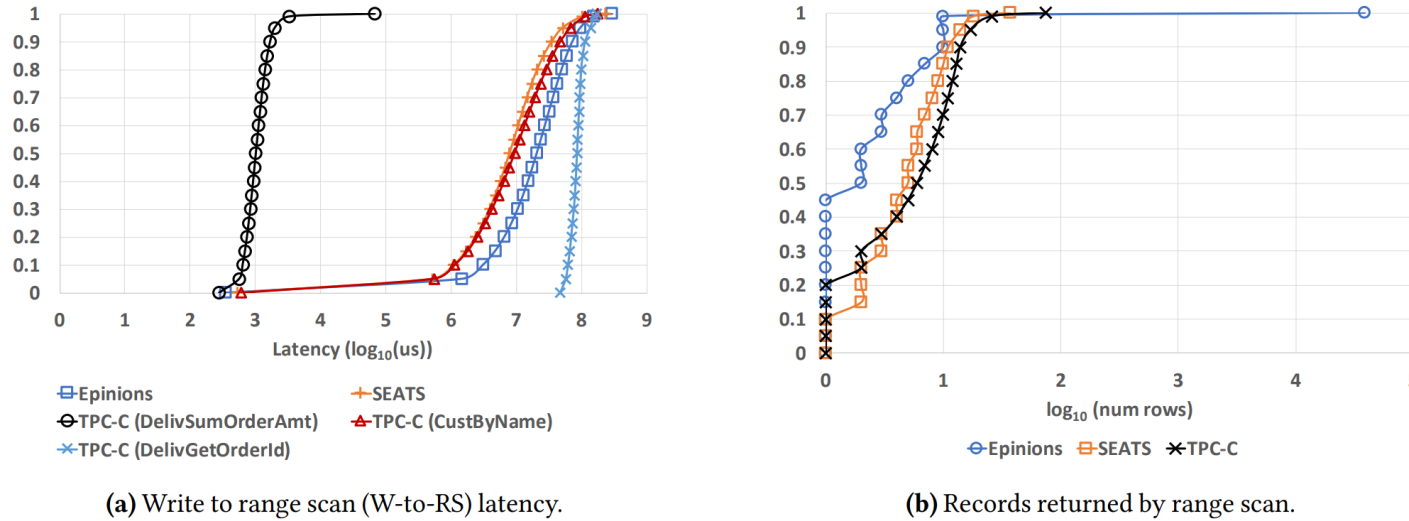 1
0.9
0.8
0.7
0.6
0.5
0.4
0.3
0.2
0.1
0
0 1 2 3 4 5 6 7 8 9
Latency (log10(us))
Epinions SEATS
TPC-C (DelivSumOrderAmt) TPC-C (CustByName)
TPC-C (DelivGetOrderId)
(a) Write to range scan (W-to-RS) latency.
1
0.9
0.8
0.7
0.6
0.5
0.4
0.3
0.2
0.1
0
0 1 2 3 4
log10 (num rows)
Epinions SEATS TPC-C
(b) Records returned by range scan.